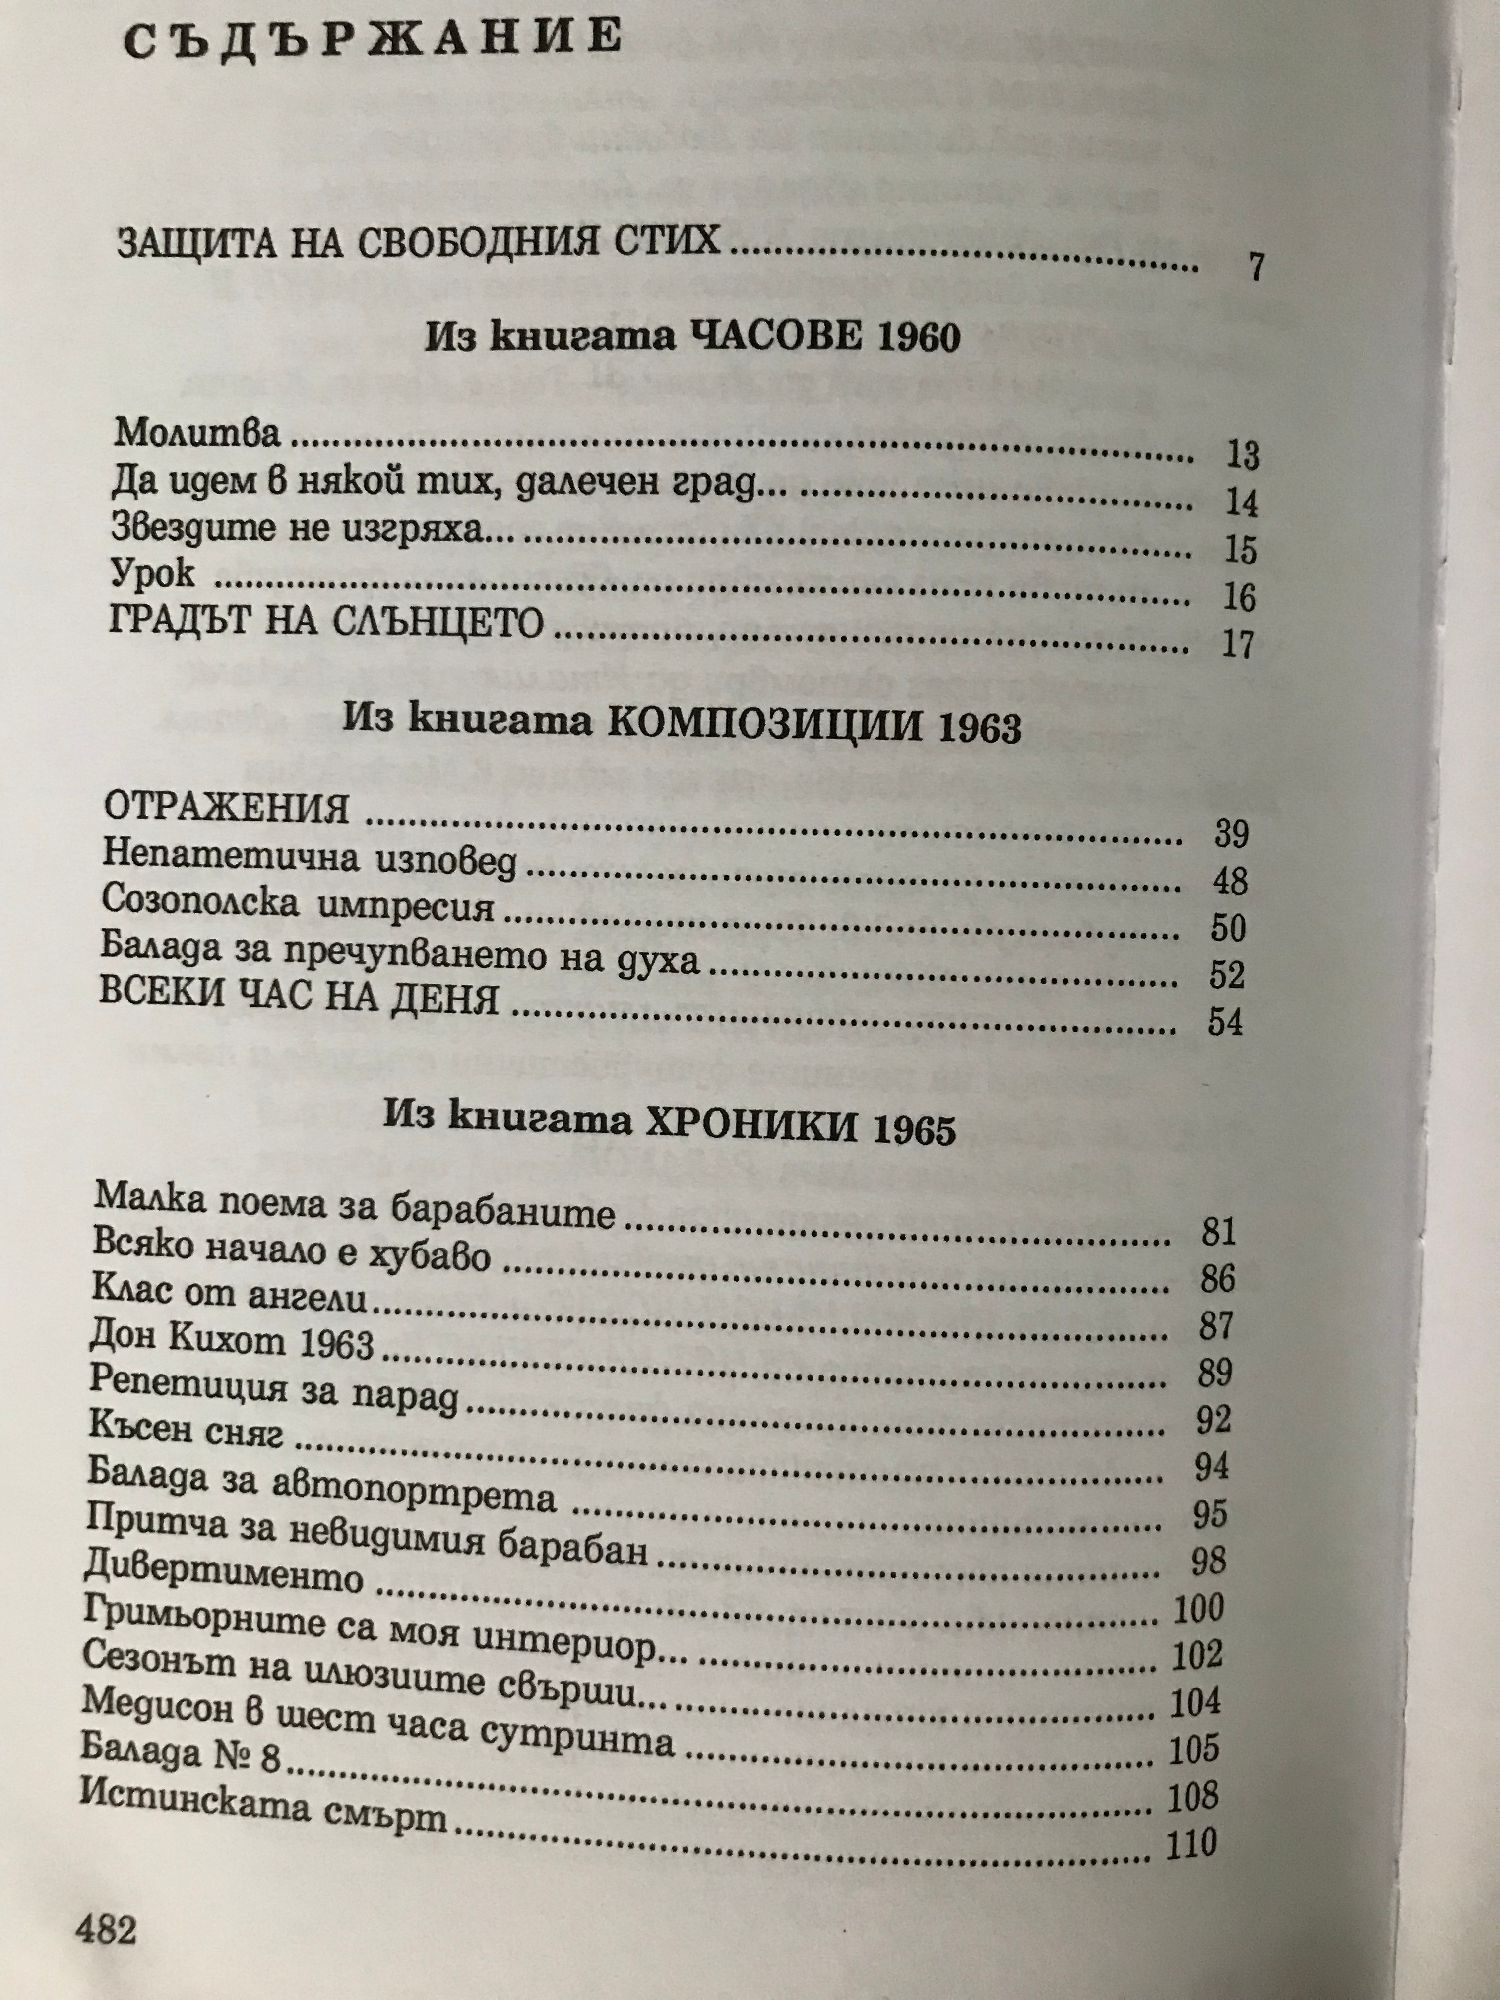 СЪДЪРЖАНИЕ
ЗАЩИТА НА СВОБОДНИЯ СТИХ........................................ 7
Из книгата ЧАСОВЕ 1960
Молитва........................................ 13
Да идем в някой тих, далечен град... ........................................ 14
Звездите не изгряха... ........................................ 15
Урок ........................................ 16
ГРАДЪТ НА СЛЪНЦЕТО........................................ 17
Из книгата КОМПОЗИЦИИ 1963
ОТРАЖЕНИЯ ........................................ 39
Непатетична изповед........................................ 48
Созополска импресия........................................ 50
Балада за пречупването на духа........................................ 52
ВСЕКИ ЧАС НА ДЕНЯ ........................................ 54
Из книгата ХРОНИКИ 1965
Малка поема за барабаните........................................ 81
Всяко начало е хубаво ........................................ 86
Клас от ангели........................................ 87
Дон Кихот 1963........................................ 89
Репетиция за парад........................................ 92
Късен сняг ........................................ 94
Балада за автопортрета ........................................ 95
Притча за невидимия барабан........................................ 98
Дивертименто ........................................ 100
Гримьорните са моя интериор... ........................................ 102
Сезонът на илюзиите свърши... ........................................ 104
Медисон в шест часа сутринта ........................................ 105
Балада № 8........................................ 108
Истинската смърт........................................ 110
482